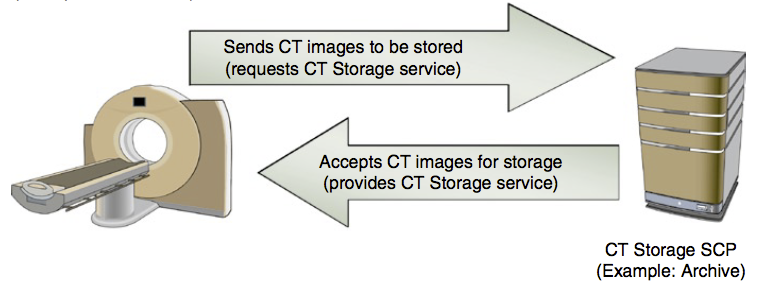 Sends CT images to be stored
(requests CT Storage service)
Accepts CT images for storage
(provides CT Storage service)
CT Storage SCP
(Example: Archive)